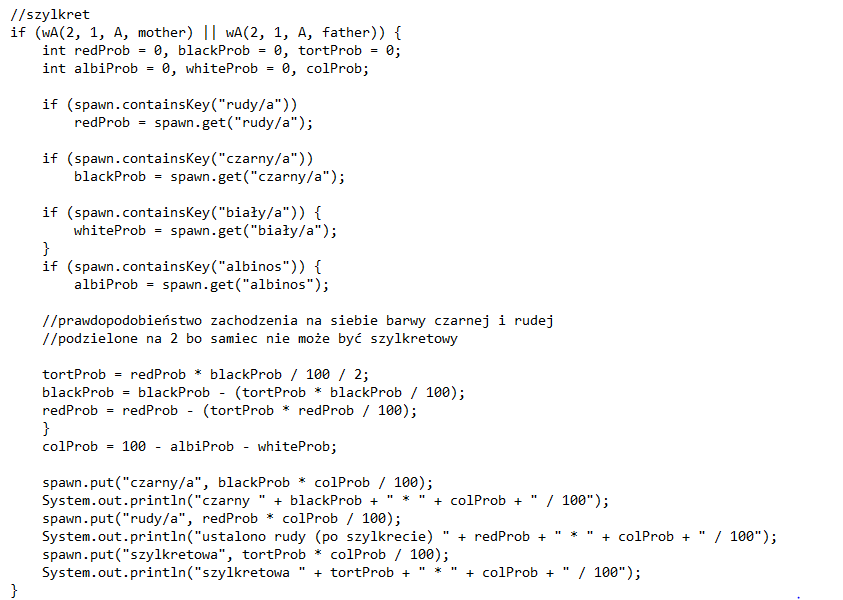 //szylkret
if (wA(2, 1, A, mother) || wA(2, 1, A, father)) {
    int redProb = 0, blackProb = 0, tortProb = 0;
    int albiProb = 0, whiteProb = 0, colProb;

    if (spawn.containsKey("rudy/a"))
        redProb = spawn.get("rudy/a");

    if (spawn.containsKey("czarny/a"))
        blackProb = spawn.get("czarny/a");

    if (spawn.containsKey("biały/a")) {
        whiteProb = spawn.get("biały/a");
    }
    if (spawn.containsKey("albinos")) {
        albiProb = spawn.get("albinos");

    //prawdopodobieństwo zachodzenia na siebie barwy czarnej i rudej
    //podzielone na 2 bo samiec nie może być szylkretowy

    tortProb = redProb * blackProb / 100 / 2;
    blackProb = blackProb - (tortProb * blackProb / 100);
    redProb = redProb - (tortProb * redProb / 100);
    }
    colProb = 100 - albiProb - whiteProb;

    spawn.put("czarny/a", blackProb * colProb / 100);
    System.out.println("czarny " + blackProb + " * " + colProb + " / 100");
    spawn.put("rudy/a", redProb * colProb / 100);
    System.out.println("ustalono rudy (po szylkrecie) " + redProb + " * " + colProb + " / 100");
    spawn.put("szylkretowa", tortProb * colProb / 100);
    System.out.println("szylkretowa " + tortProb + " * " + colProb + " / 100");
}